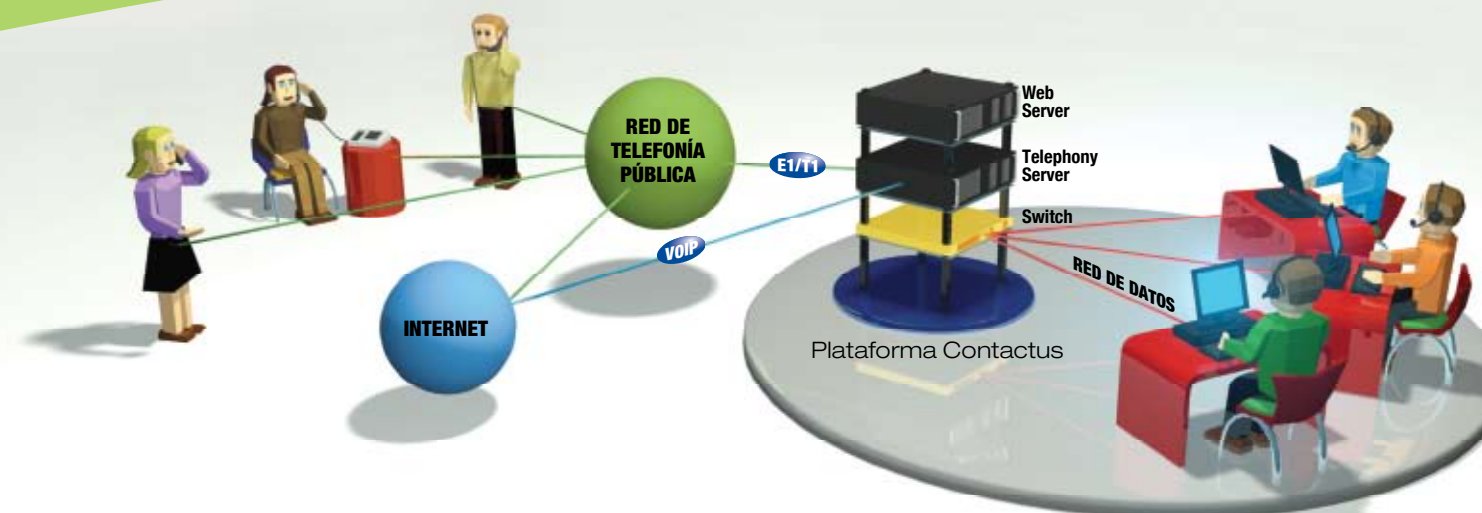 RED DE
TELEFONÍA
PÚBLICA
E1/T1
VOIP
INTERNET
Web
Server
Telephony
Server
Switch
RED DE DATOS
Plataforma Contactus